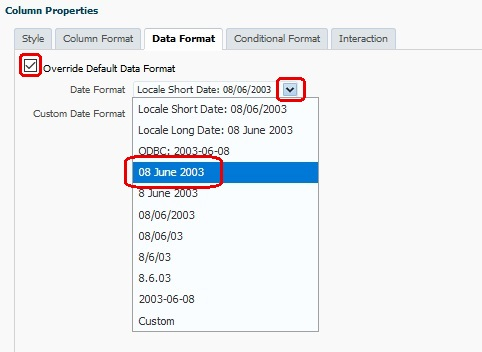 Column Properties
Style Column Format Data Format Conditional Format Interaction
Override Default Data Format
Date Format Locale Short Date: 08/06/2003
Custom Date Format Locale Short Date: 08/06/2003
Locale Long Date: 08 June 2003
ODBC: 2003-06-08
08 June 2003
8 June 2003
08/06/2003
08/06/03
8/6/03
8.6.03
2003-06-08
Custom